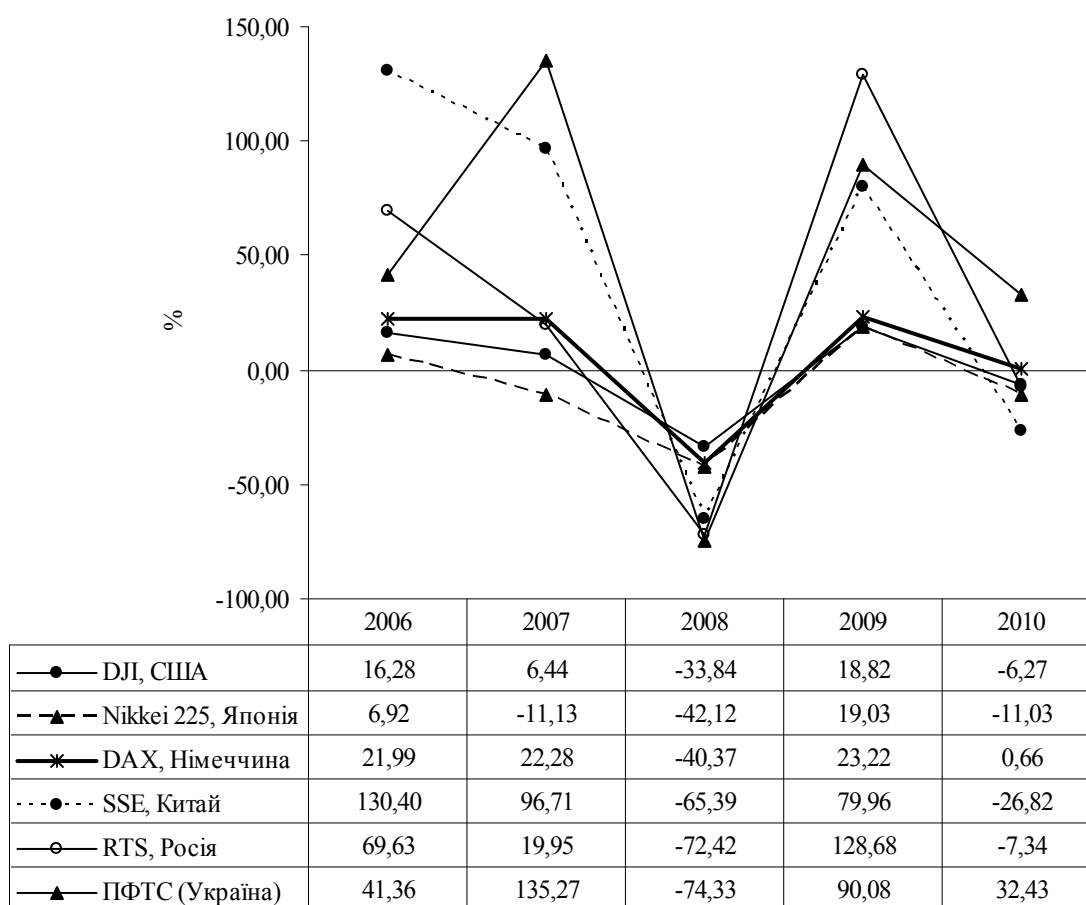 150,00
100,00
50,00
%
0,00
-50,00
-100,00
2006 2007 2008 2009 2010
DJI, США 16,28 6,44 -33,84 18,82 -6,27
Nikkei 225, Японія 6,92 -11,13 -42,12 19,03 -11,03
DAX, Німеччина 21,99 22,28 -40,37 23,22 0,66
SSE, Китай 130,40 96,71 -65,39 79,96 -26,82
RTS, Росія 69,63 19,95 -72,42 128,68 -7,34
ПФТС (Україна) 41,36 135,27 -74,33 90,08 32,43